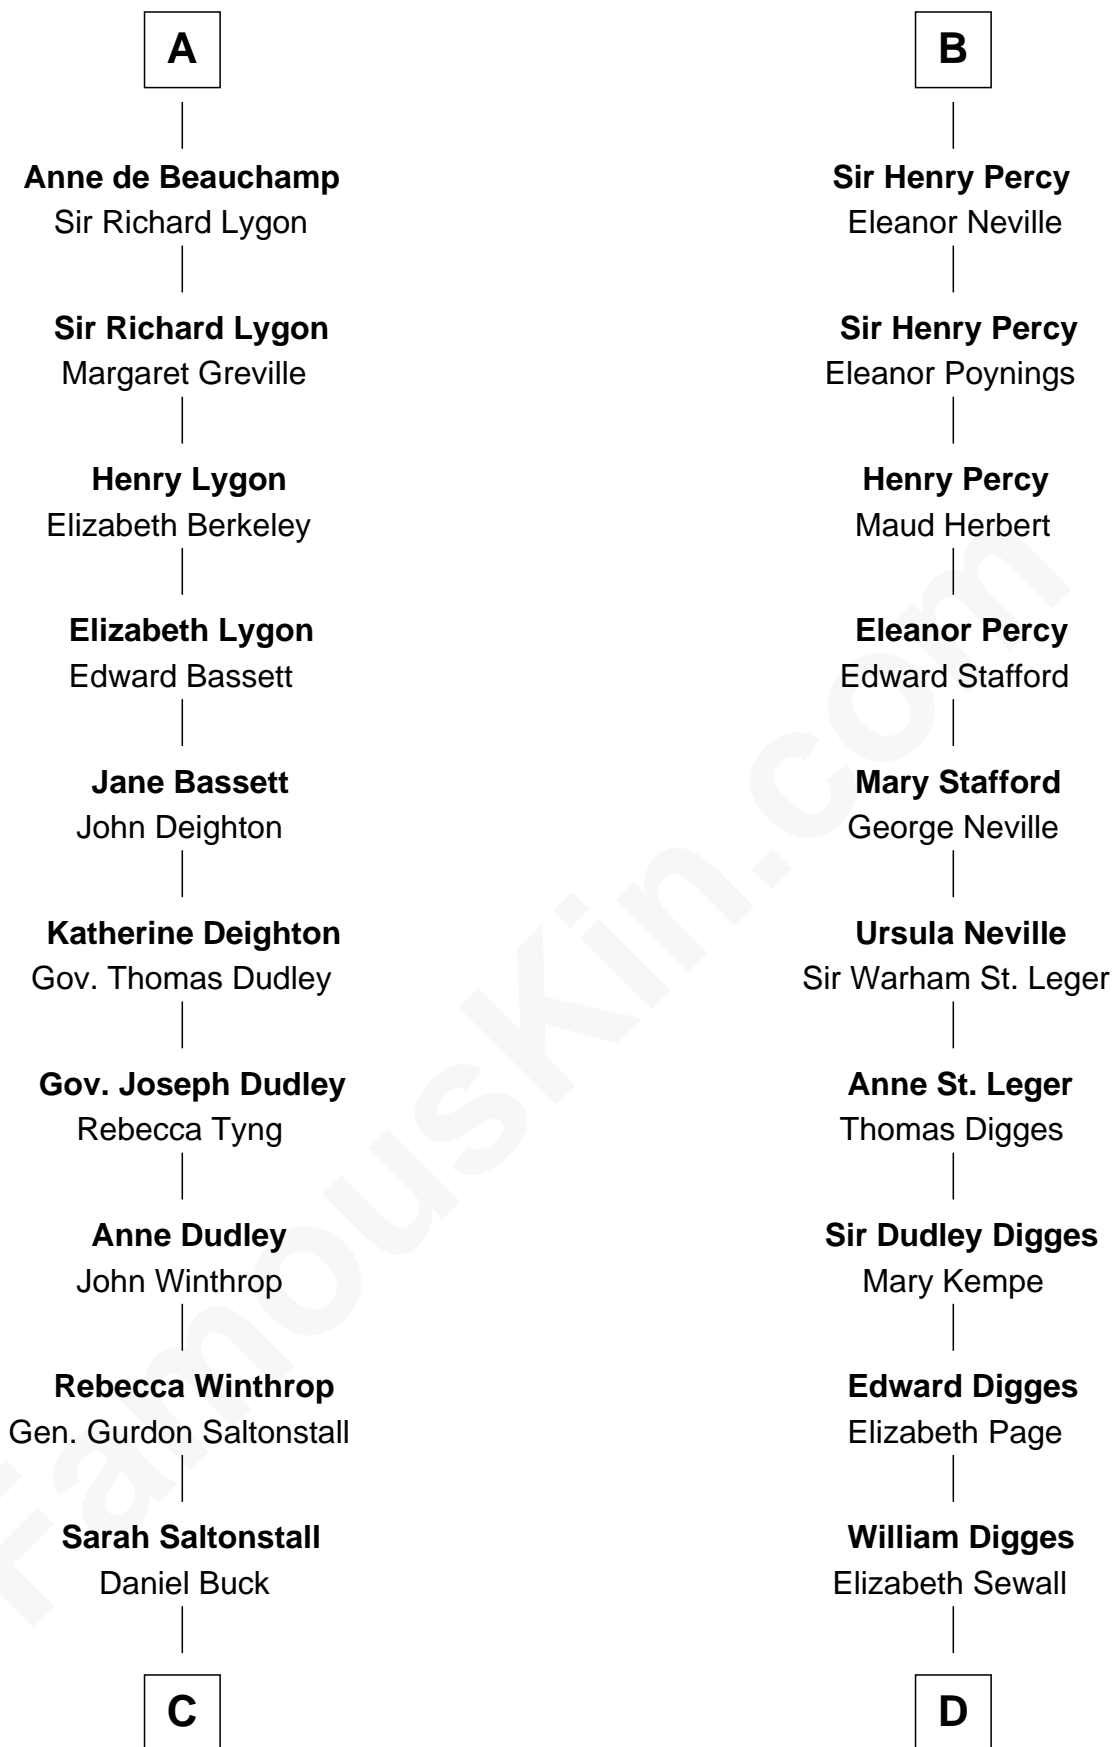 A
Anne de Beauchamp
Sir Richard Lygon
Sir Richard Lygon
Margaret Greville
Henry Lygon
Elizabeth Berkeley
Elizabeth Lygon
Edward Bassett
Jane Bassett
John Deighton
Katherine Deighton
Gov. Thomas Dudley
Gov. Joseph Dudley
Rebecca Tyng
Anne Dudley
John Winthrop
Rebecca Winthrop
Gen. Gurdon Saltonstall
Sarah Saltonstall
Daniel Buck
C
B
Sir Henry Percy
Eleanor Neville
Sir Henry Percy
Eleanor Poynings
Henry Percy
Maud Herbert
Eleanor Percy
Edward Stafford
Mary Stafford
George Neville
Ursula Neville
Sir Warham St. Leger
Anne St. Leger
Thomas Digges
Sir Dudley Digges
Mary Kempe
Edward Digges
Elizabeth Page
William Digges
Elizabeth Sewall
D
FamousKin.com